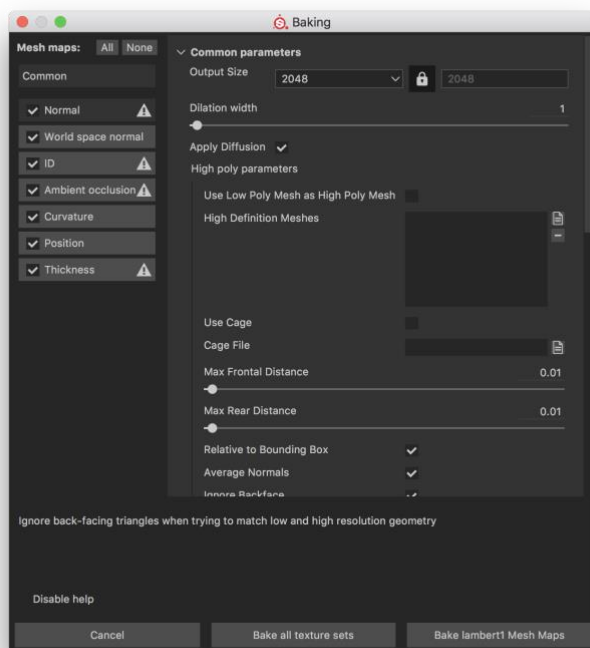 Baking
Mesh maps: All None
Common
Normal
World space normal
ID
Ambient occlusion
Curvature
Position
Thickness
Common parameters
Output Size 2048 2048
Dilation width 1
Apply Diffusion
High poly parameters
Use Low Poly Mesh as High Poly Mesh
High Definition Meshes
Use Cage
Cage File
Max Frontal Distance 0.01
Max Rear Distance 0.01
Relative to Bounding Box
Average Normals
Ignore Backface
Ignore back-facing triangles when trying to match low and high resolution geometry
Disable help
Cancel Bake all texture sets Bake lambert1 Mesh Maps